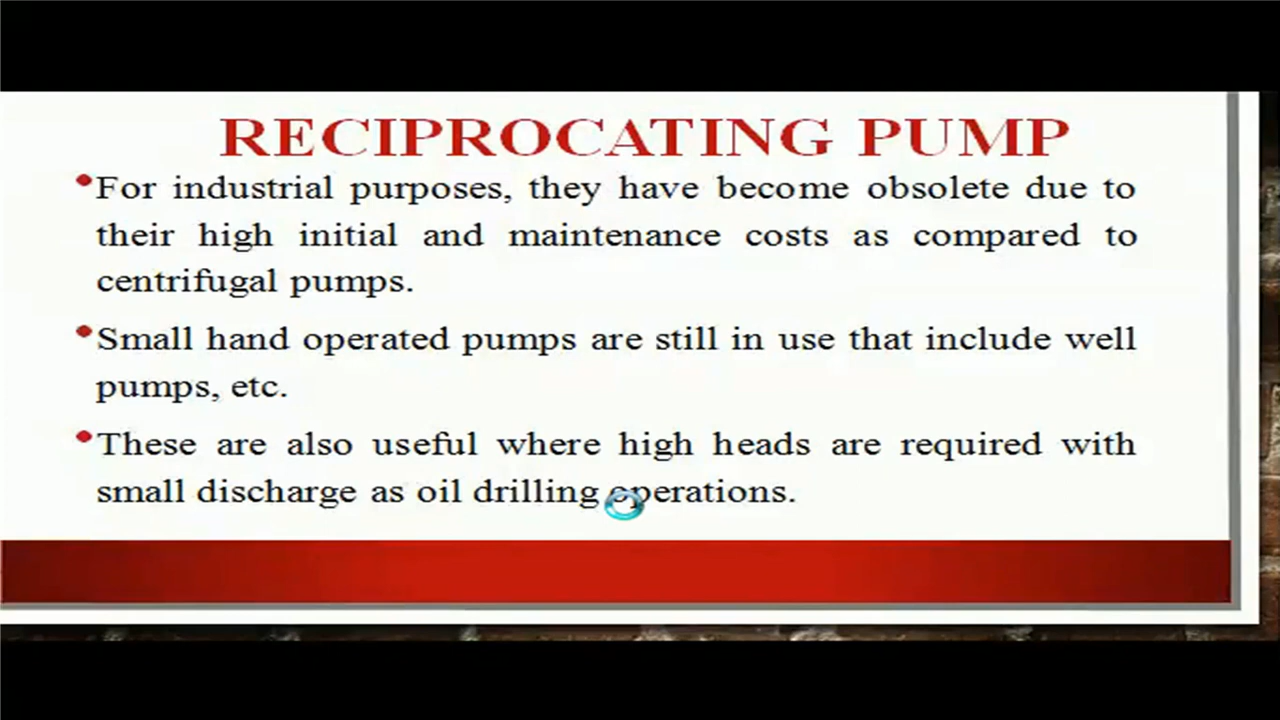 RECIPROCATING PUMP
•For industrial purposes, they have become obsolete due to
their high initial and maintenance costs as compared to
centrifugal pumps.
•Small hand operated pumps are still in use that include well
pumps, etc.
•These are also useful where high heads are required with
small discharge as oil drilling operations.